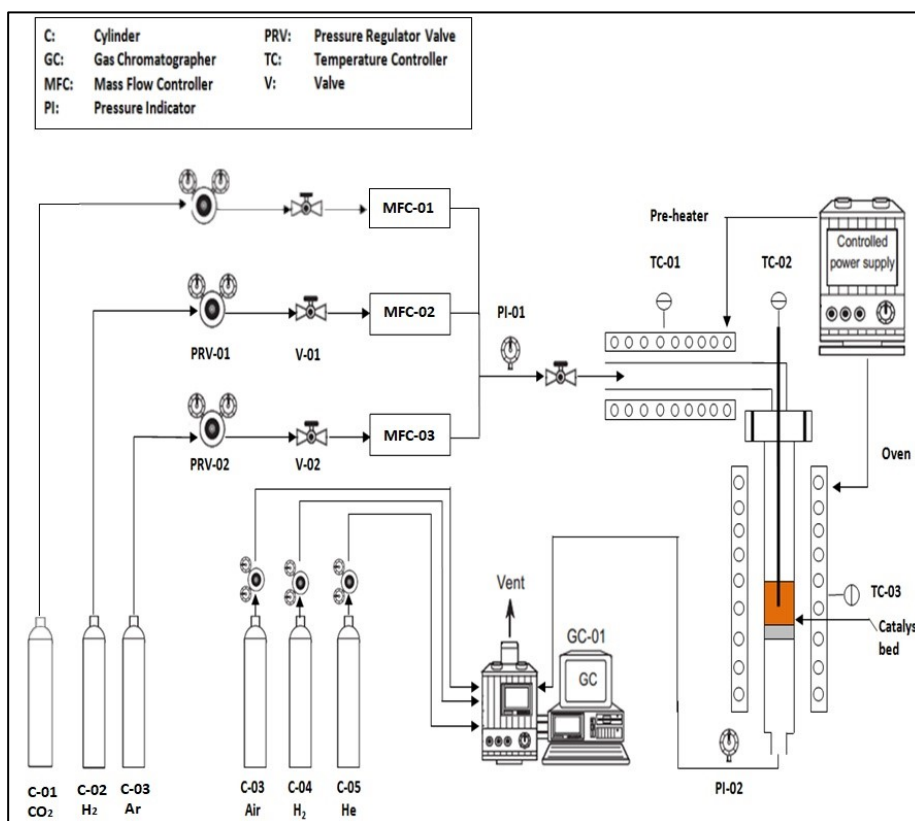 C: Cylinder PRV: Pressure Regulator Valve
GC: Gas Chromatographer TC: Temperature Controller
MFC: Mass Flow Controller V: Valve
PI: Pressure Indicator
MFC-01
Pre-heater
Controlled
power supply
TC-01
TC-02
MFC-02
PI-01
PRV-01
V-01
MFC-03
PRV-02
V-02
Oven
Vent
GC-01
GC
TC-03
Catalys
bed
PI-02
C-01
CO2
C-02
H2
C-03
Ar
C-03
Air
C-04
H2
C-05
He